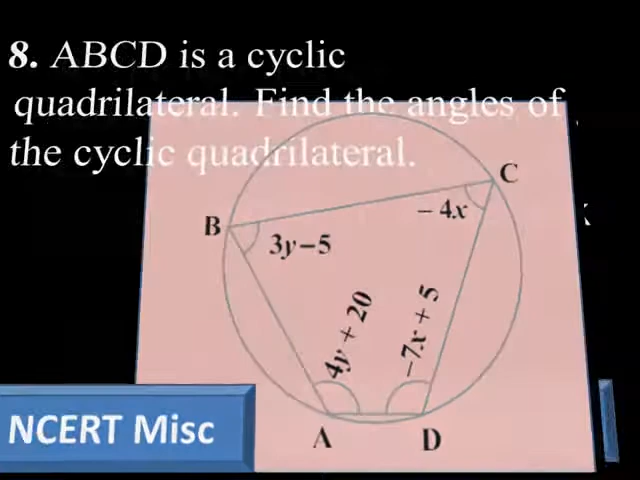 8. ABCD is a cyclic
quadrilateral. Find the angles of
the cyclic quadrilateral.
C
B
– 4x
3y–5
4y + 20
–7x + 5
NCERT Misc
A
D